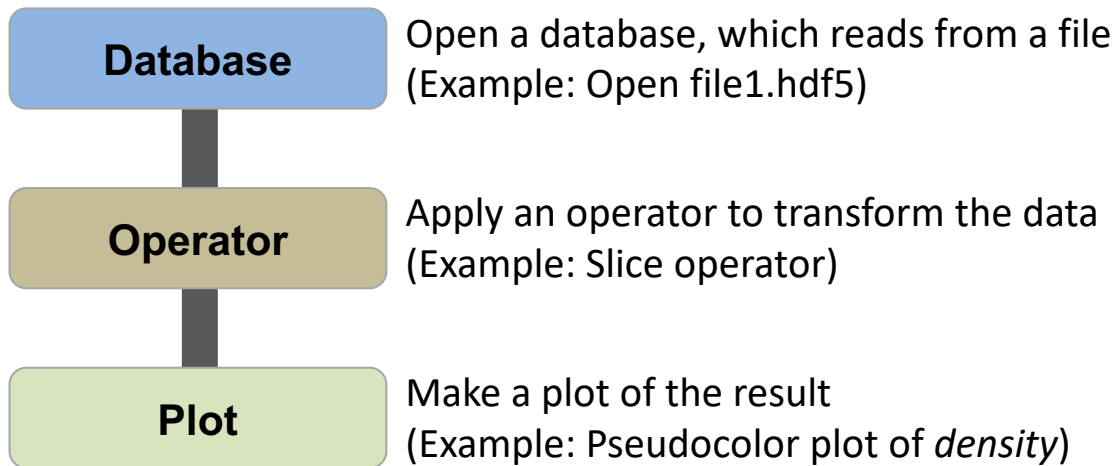 Database
Open a database, which reads from a file
(Example: Open file1.hdf5)
Operator
Apply an operator to transform the data
(Example: Slice operator)
Plot
Make a plot of the result
(Example: Pseudocolor plot of density)